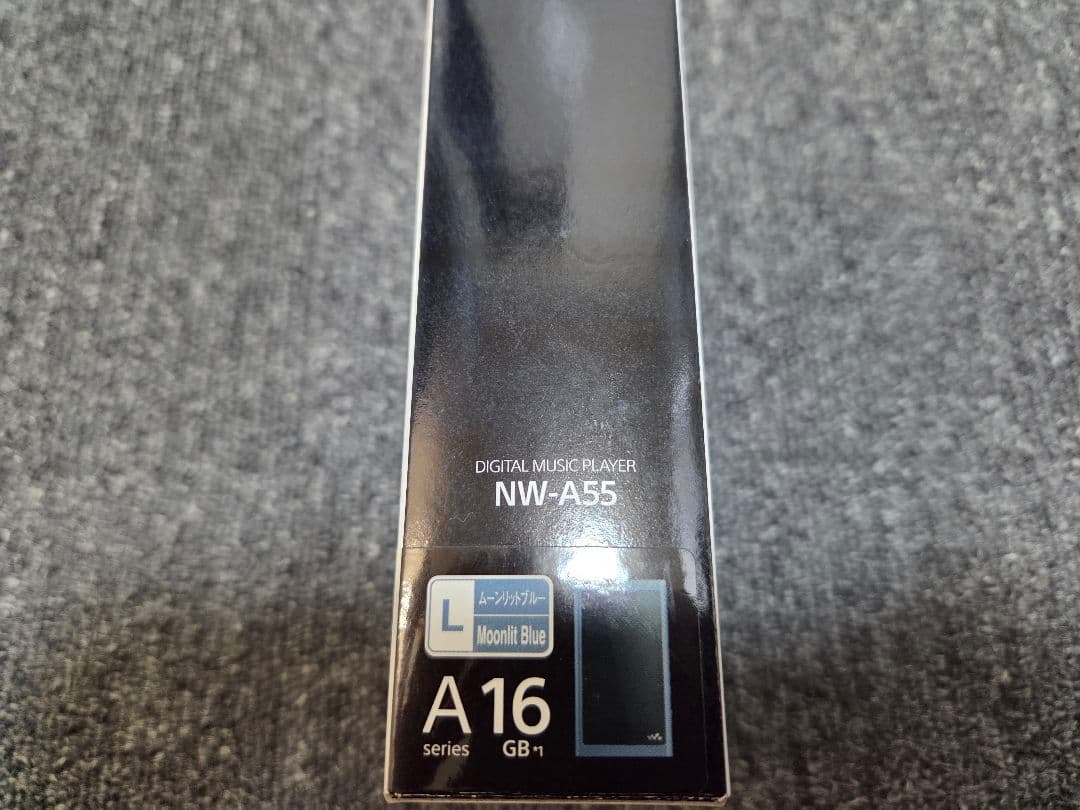 DIGITAL MUSIC PLAYER
NW-A55
L
ムーンリットブルー
Moonlit Blue
A 16
series GB *1